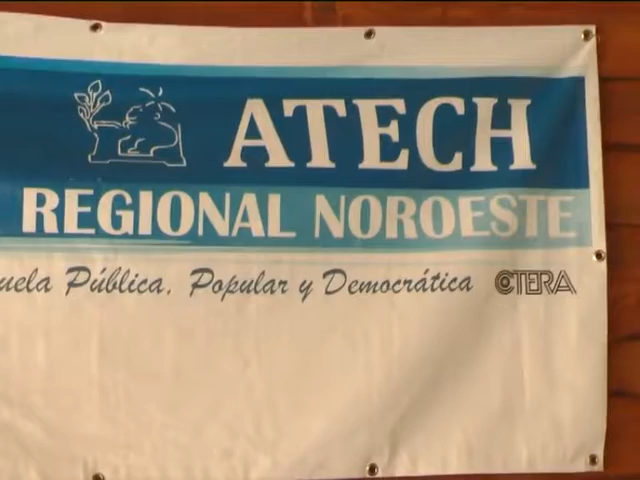 ATECH
REGIONAL NOROESTE
uela Pública, Popular y Democrática CTERA